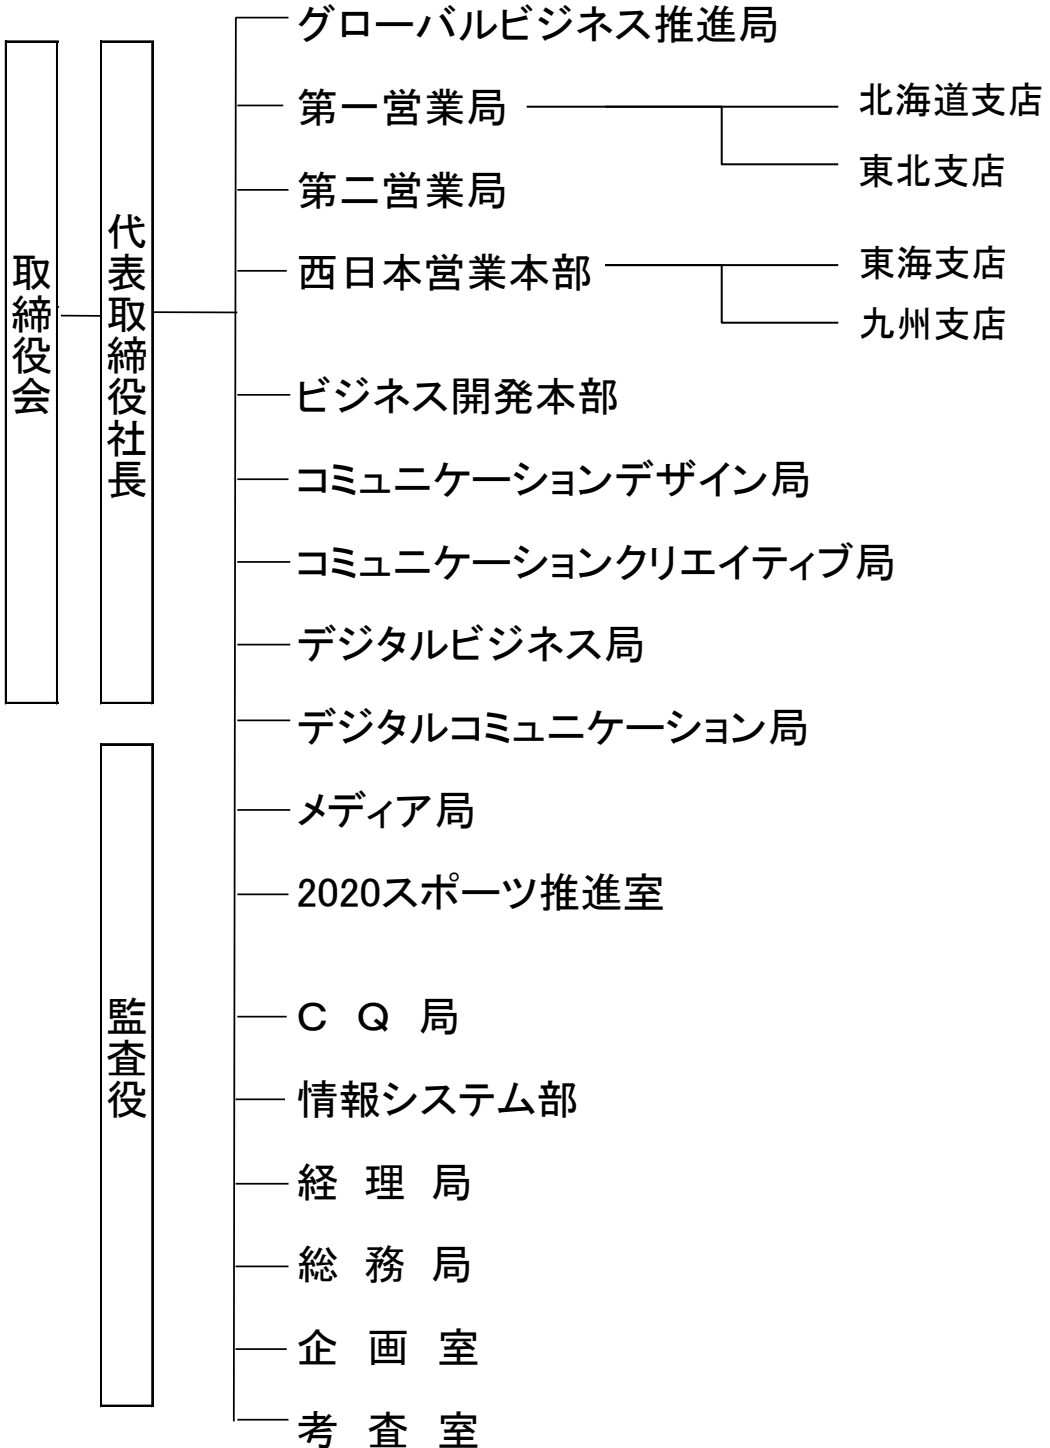 取締役会
代表取締役社長
監査役
グローバルビジネス推進局
第一営業局
北海道支店
東北支店
第二営業局
西日本営業本部
東海支店
九州支店
ビジネス開発本部
コミュニケーションデザイン局
コミュニケーションクリエイティブ局
デジタルビジネス局
デジタルコミュニケーション局
メディア局
2020スポーツ推進室
Ｃ Ｑ 局
情報システム部
経 理 局
総 務 局
企 画 室
考 査 室